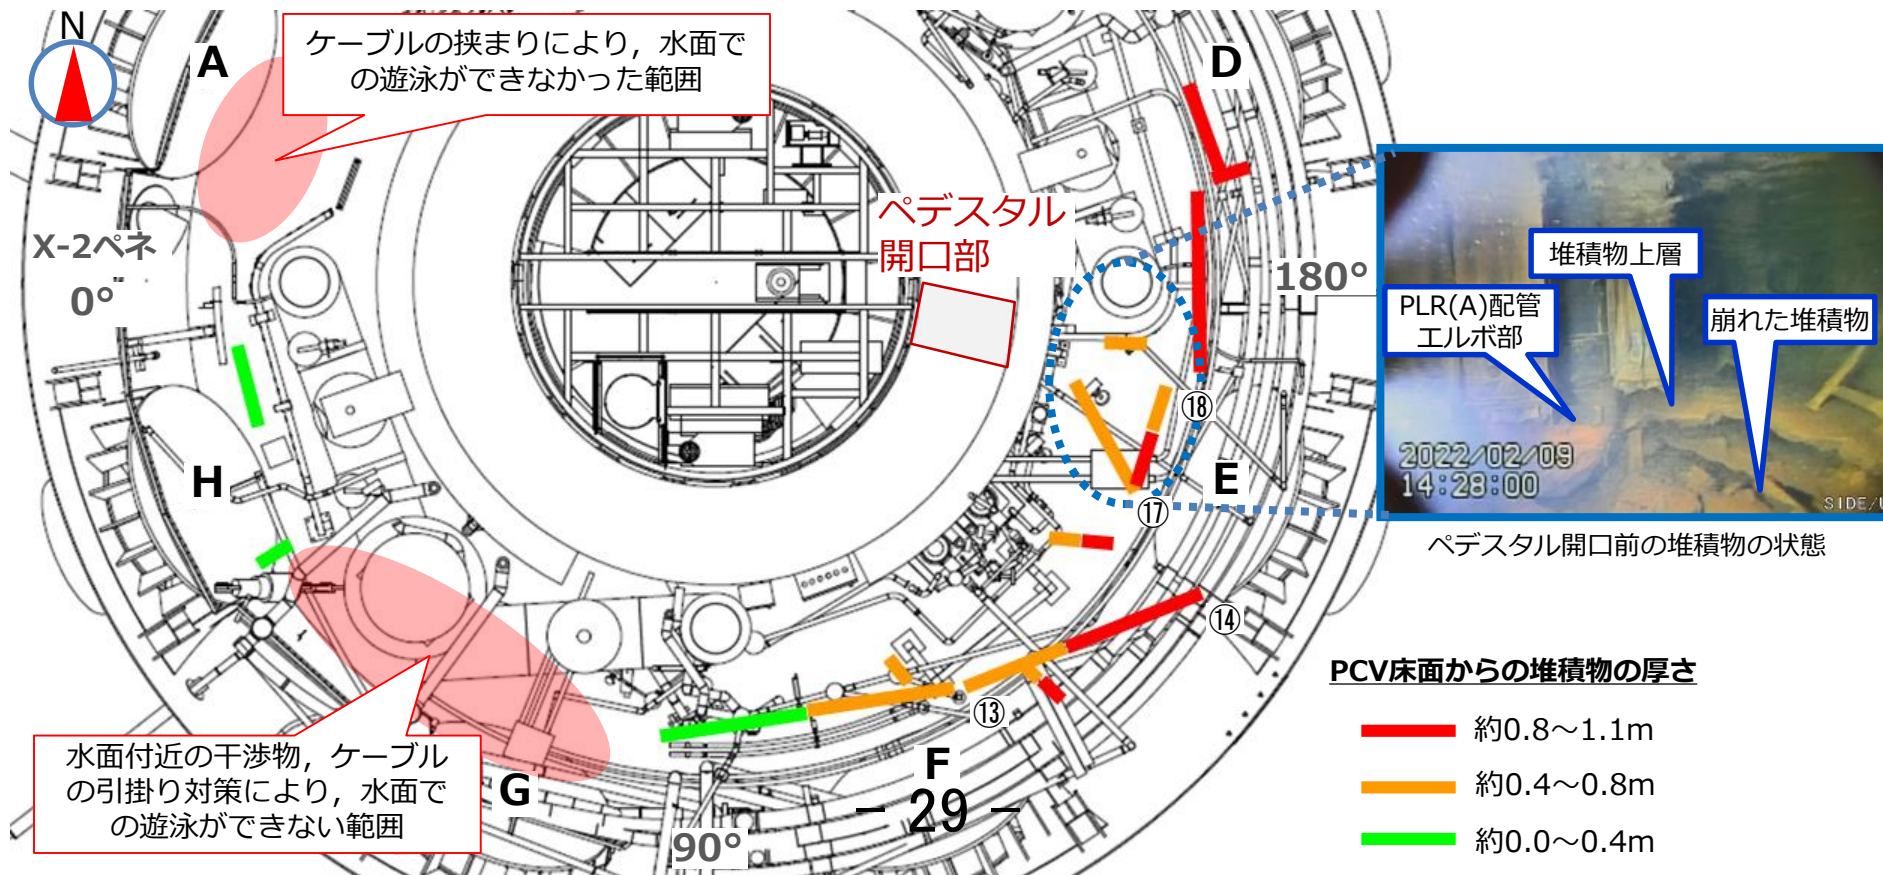 N
A
ケーブルの挟まりにより，水面で
の遊泳ができなかった範囲
D
ペデスタル
開口部
X-2ペネ
0°
180°
堆積物上層
PLR(A)配管
エルボ部
崩れた堆積物
2022/02/09
14:28:00
SIDE/U
ペデスタル開口前の堆積物の状態
⑱
H
E
⑰
⑭
⑬
水面付近の干渉物，ケーブル
の引掛り対策により，水面で
の遊泳ができない範囲
G
F
－ 29 －
90°
PCV床面からの堆積物の厚さ
約0.8～1.1m
約0.4～0.8m
約0.0～0.4m